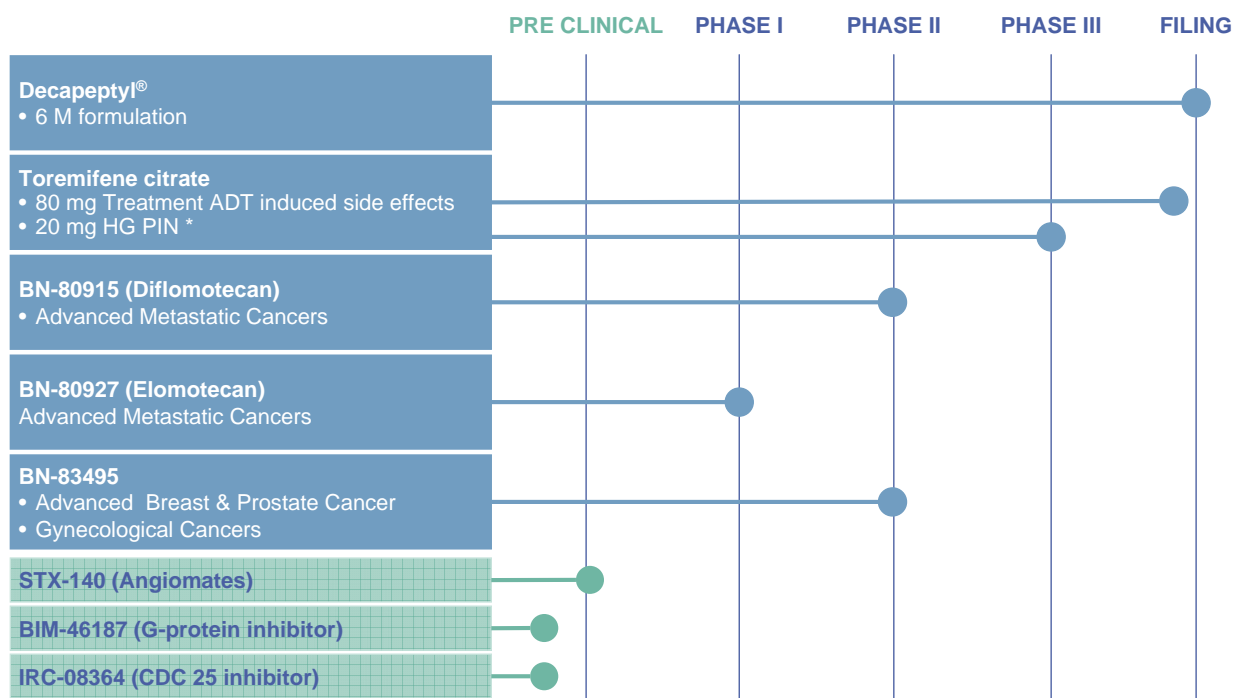 PRE CLINICAL PHASE I PHASE II PHASE III FILING
Decapeptyl®
• 6 M formulation
Toremifene citrate
• 80 mg Treatment ADT induced side effects
• 20 mg HG PIN *
BN-80915 (Diflomotecan)
• Advanced Metastatic Cancers
BN-80927 (Elomotecan)
Advanced Metastatic Cancers
BN-83495
• Advanced Breast & Prostate Cancer
• Gynecological Cancers
STX-140 (Angiomates)
BIM-46187 (G-protein inhibitor)
IRC-08364 (CDC 25 inhibitor)